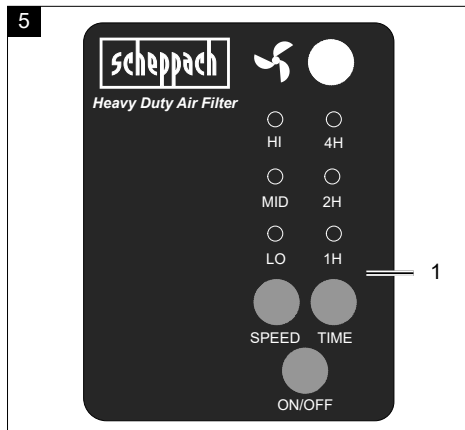 5
scheppach
Heavy Duty Air Filter
HI 4H
MID 2H
LO 1H
1
SPEED TIME
ON/OFF